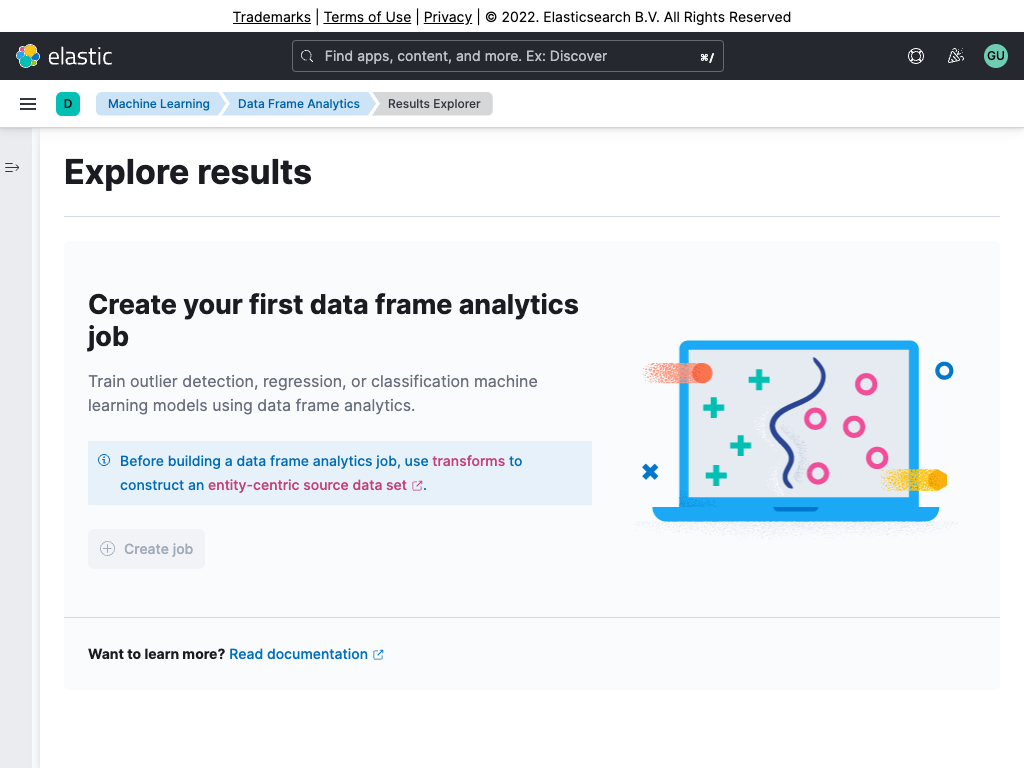 Trademarks | Terms of Use | Privacy | © 2022. Elasticsearch B.V. All Rights Reserved
elastic
Find apps, content, and more. Ex: Discover ⌘/
GU
D
Machine Learning
Data Frame Analytics
Results Explorer
Explore results
Create your first data frame analytics
job
Train outlier detection, regression, or classification machine
learning models using data frame analytics.
Before building a data frame analytics job, use transforms to
construct an entity-centric source data set.
Create job
Want to learn more? Read documentation